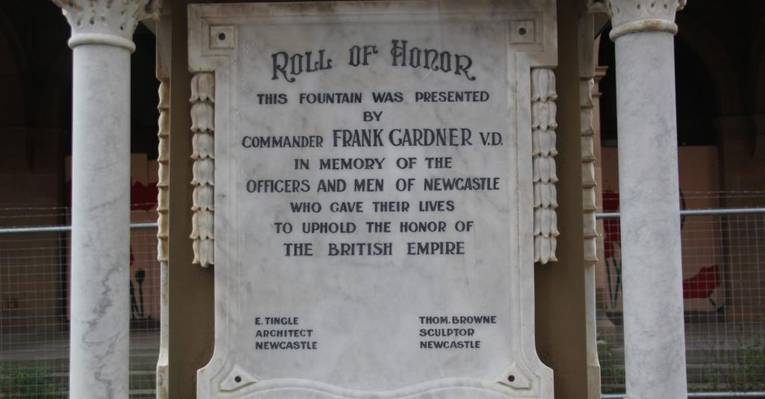 ROLL OF HONOR
THIS FOUNTAIN WAS PRESENTED
BY
COMMANDER FRANK GARDNER V.D.
IN MEMORY OF THE
OFFICERS AND MEN OF NEWCASTLE
WHO GAVE THEIR LIVES
TO UPHOLD THE HONOR OF
THE BRITISH EMPIRE
E. TINGLE
ARCHITECT
NEWCASTLE
THOM. BROWNE
SCULPTOR
NEWCASTLE